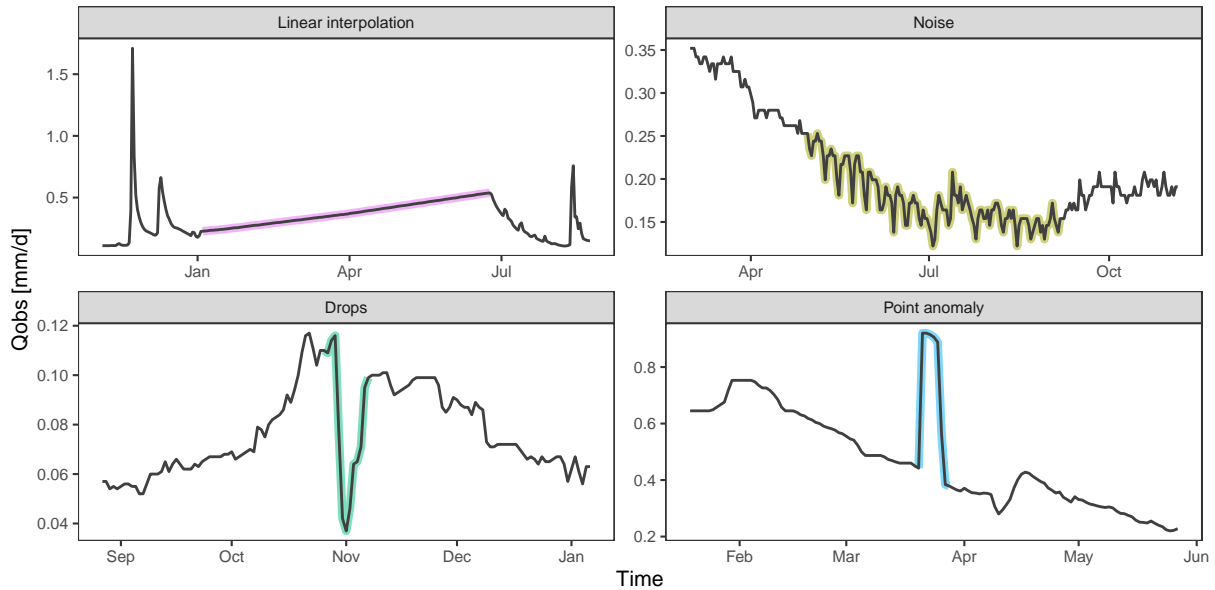 Linear interpolation
Noise
1.5
1.0
0.5
Jan
Apr
Jul
0.35
0.30
0.25
0.20
0.15
Apr
Jul
Oct
Qobs [mm/d]
Drops
Point anomaly
0.12
0.10
0.08
0.06
0.04
Sep
Oct
Nov
Dec
Jan
0.8
0.6
0.4
0.2
Feb
Mar
Apr
May
Jun
Time